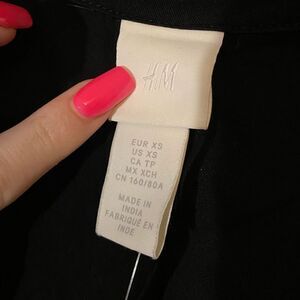 H&M
EUR XS
US XS
CA TP
MX XCH
CN 160/80A
MADE IN
INDIA
FABRIQUÉ EN
INDE